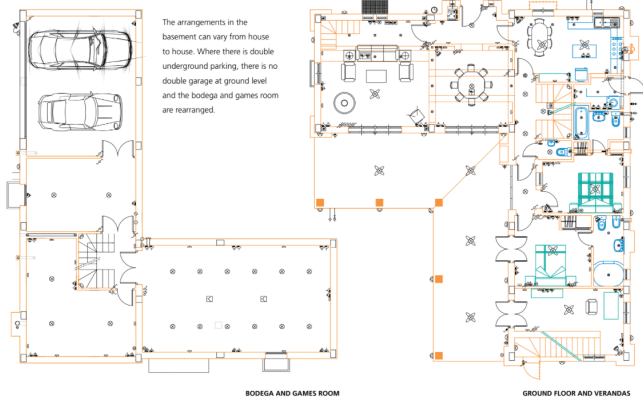 The arrangements in the
basement can vary from house
to house. Where there is double
underground parking, there is no
double garage at ground level
and the bodega and games room
are rearranged.
BODEGA AND GAMES ROOM
GROUND FLOOR AND VERANDAS